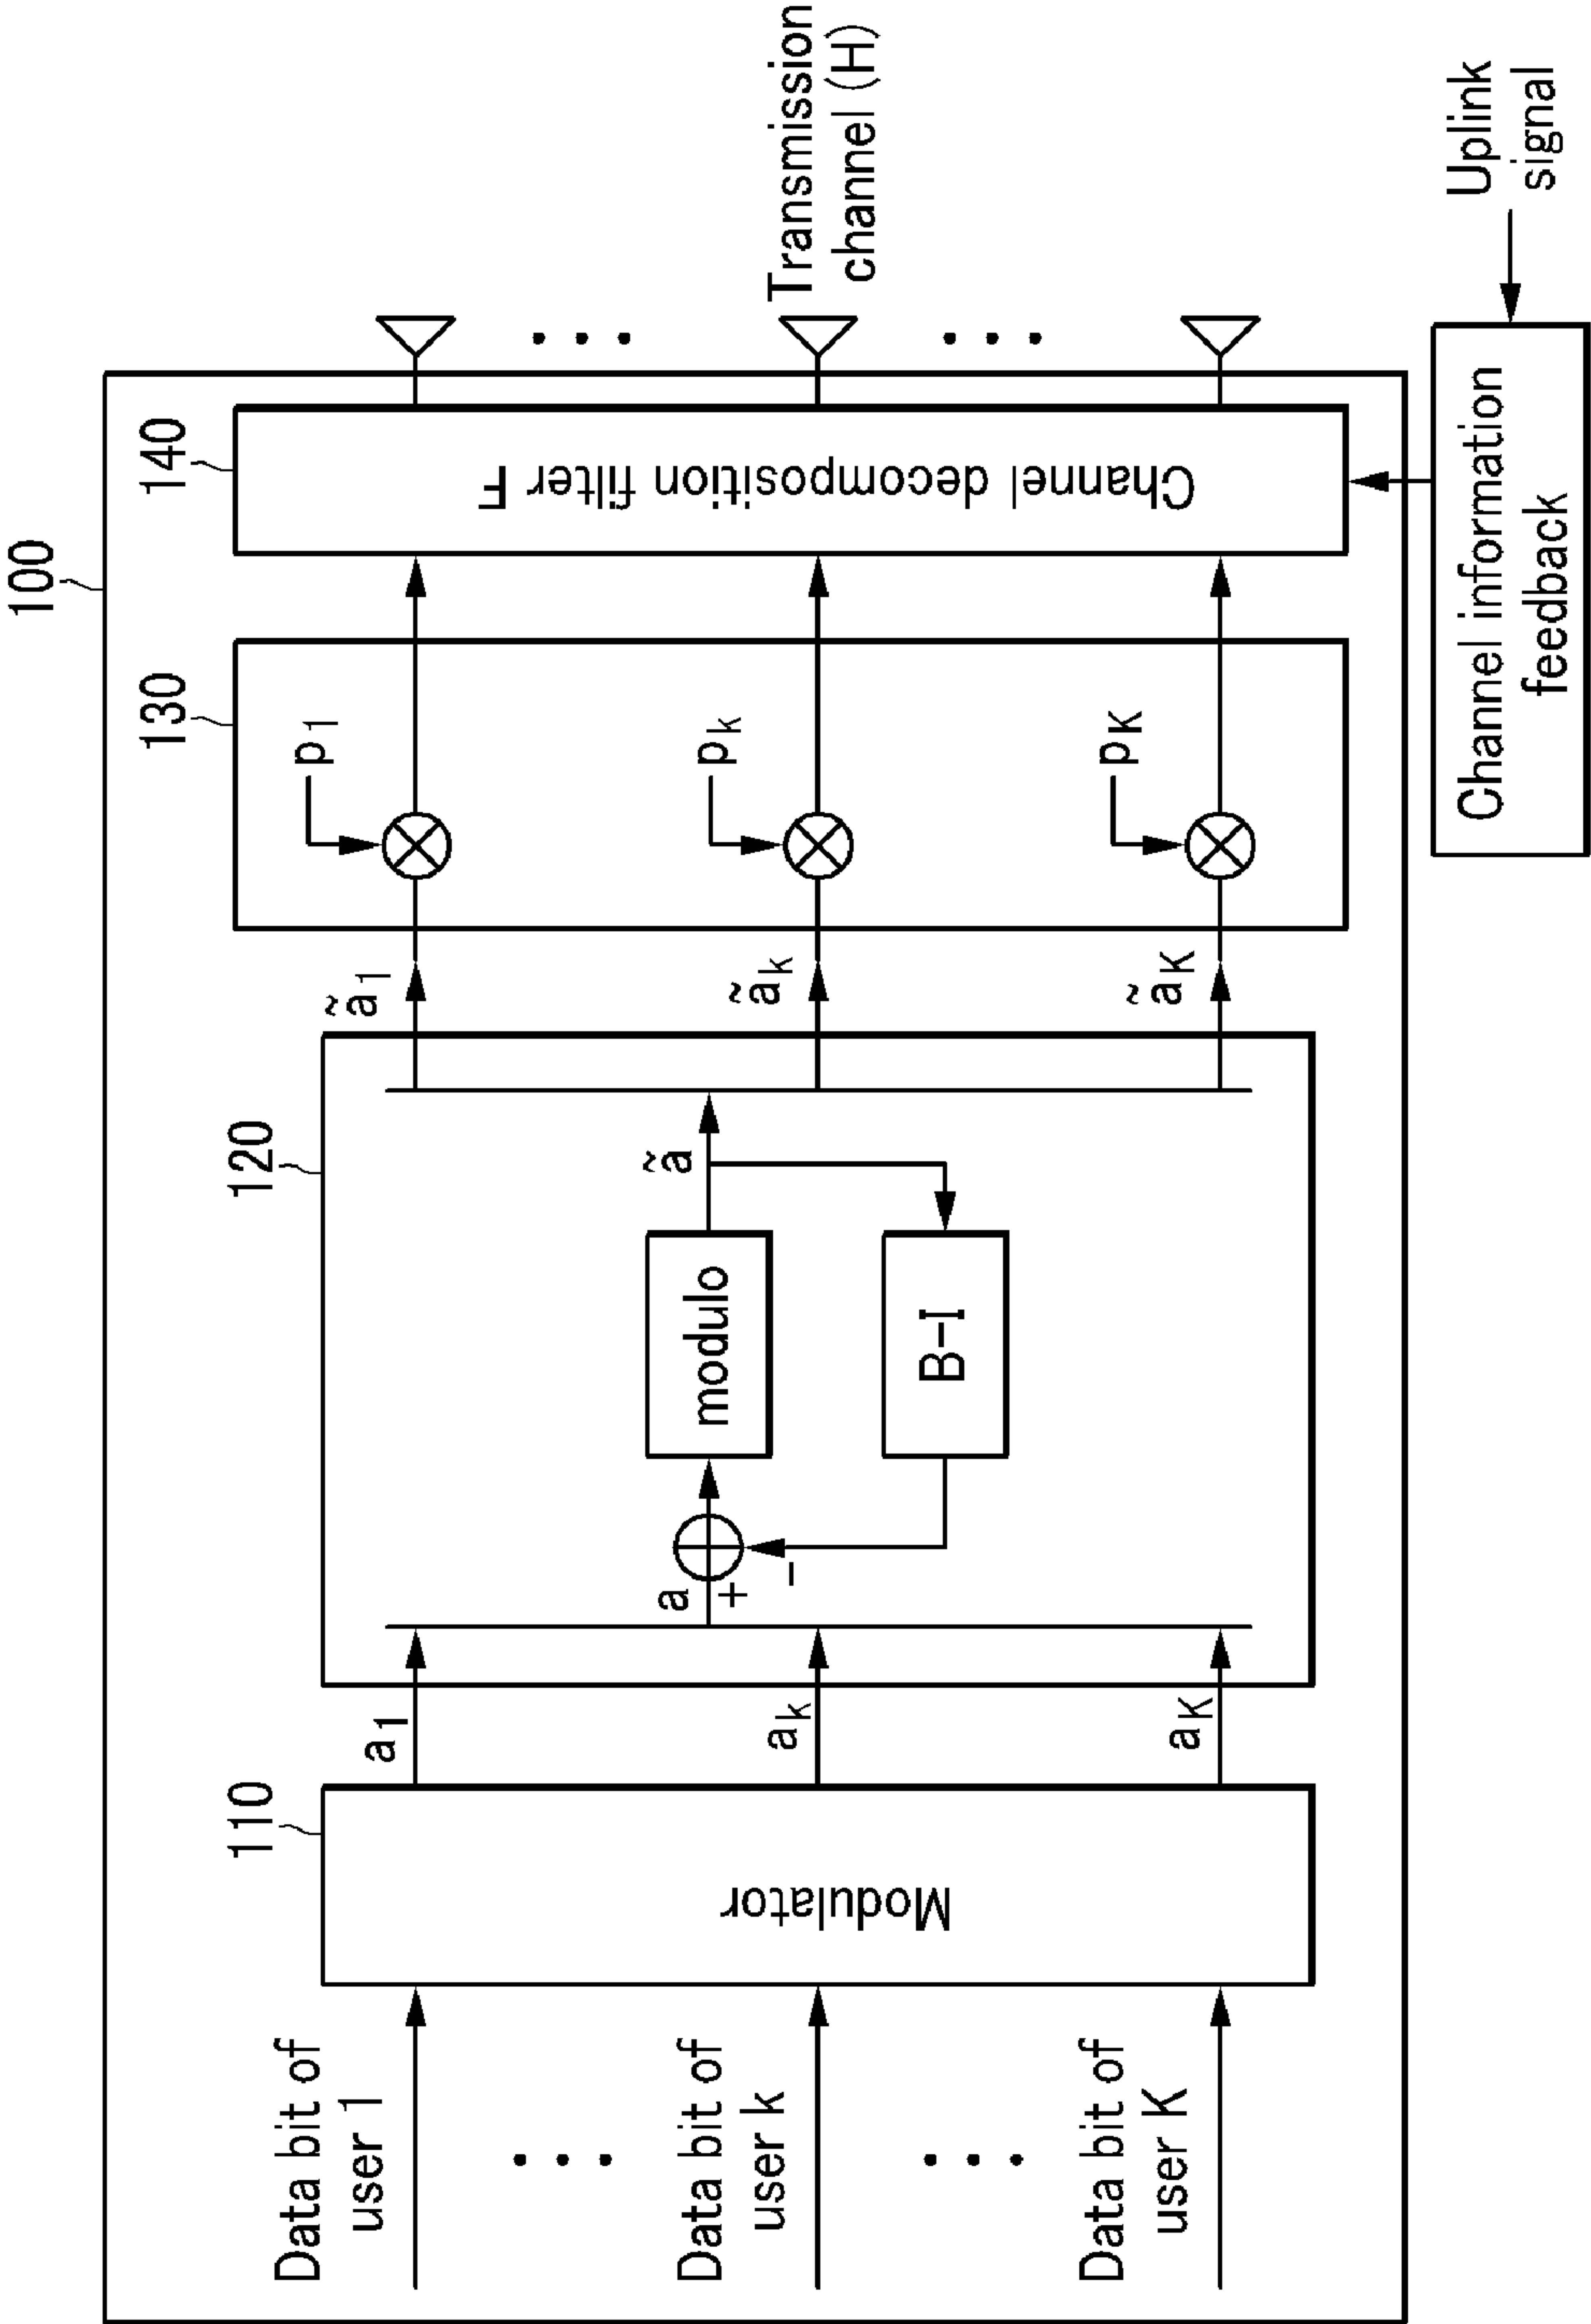 100
110
120
130
140
Data bit of
user 1
Data bit of
user k
Data bit of
user K
Modulator
a1
ak
aK
a
+
-
modulo
B-I
ã
ã1
ãk
ãK
p1
pk
pK
Channel decomposition filter F
Transmission
channel (H)
Channel information
feedback
Uplink
signal